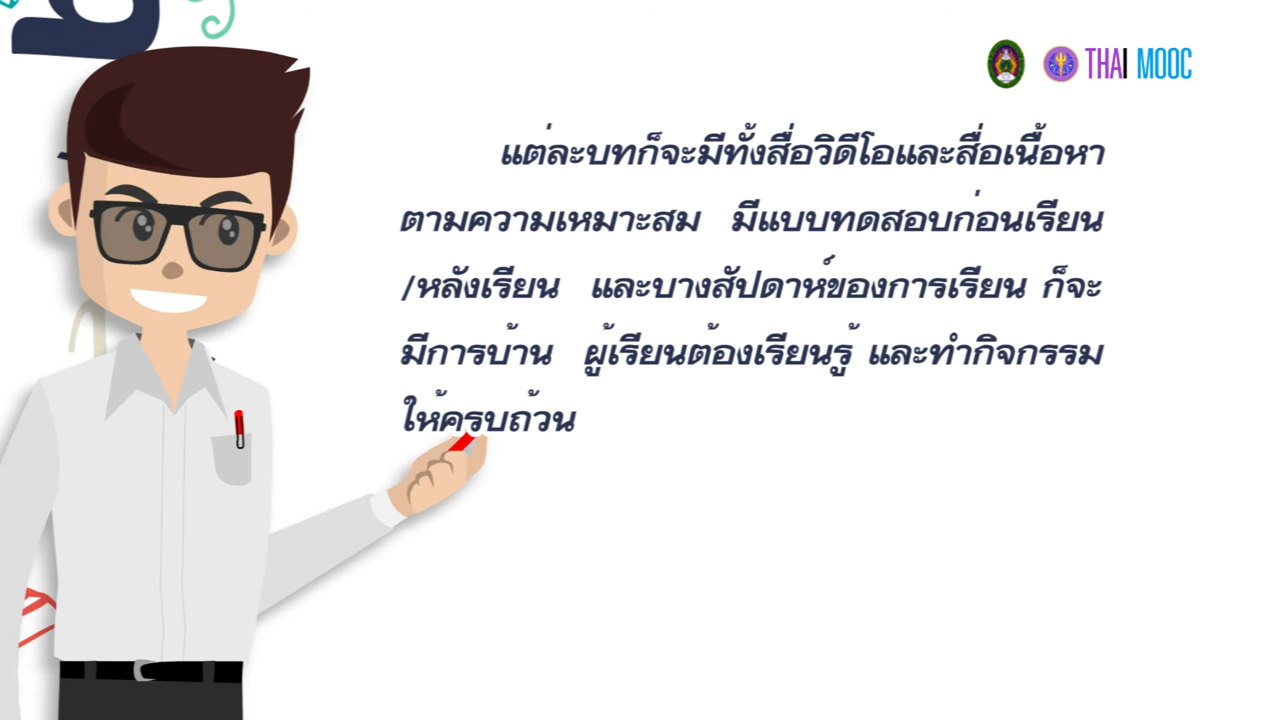 THAI MOOC
แต่ละบทก็จะมีทั้งสื่อวิดีโอและสื่อเนื้อหา
ตามความเหมาะสม มีแบบทดสอบก่อนเรียน
/หลังเรียน และบางสัปดาห์ของการเรียน ก็จะ
มีการบ้าน ผู้เรียนต้องเรียนรู้ และทำกิจกรรม
ให้ครบถ้วน